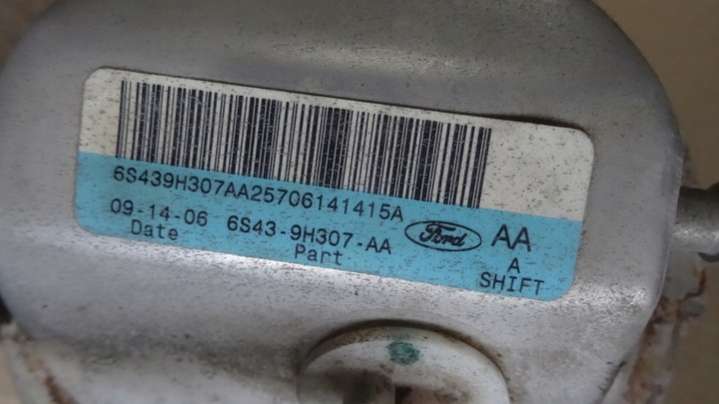 6S439H307AA25706141415A
09-14-06 6S43-9H307-AA Ford AA
Date Part A
SHIFT